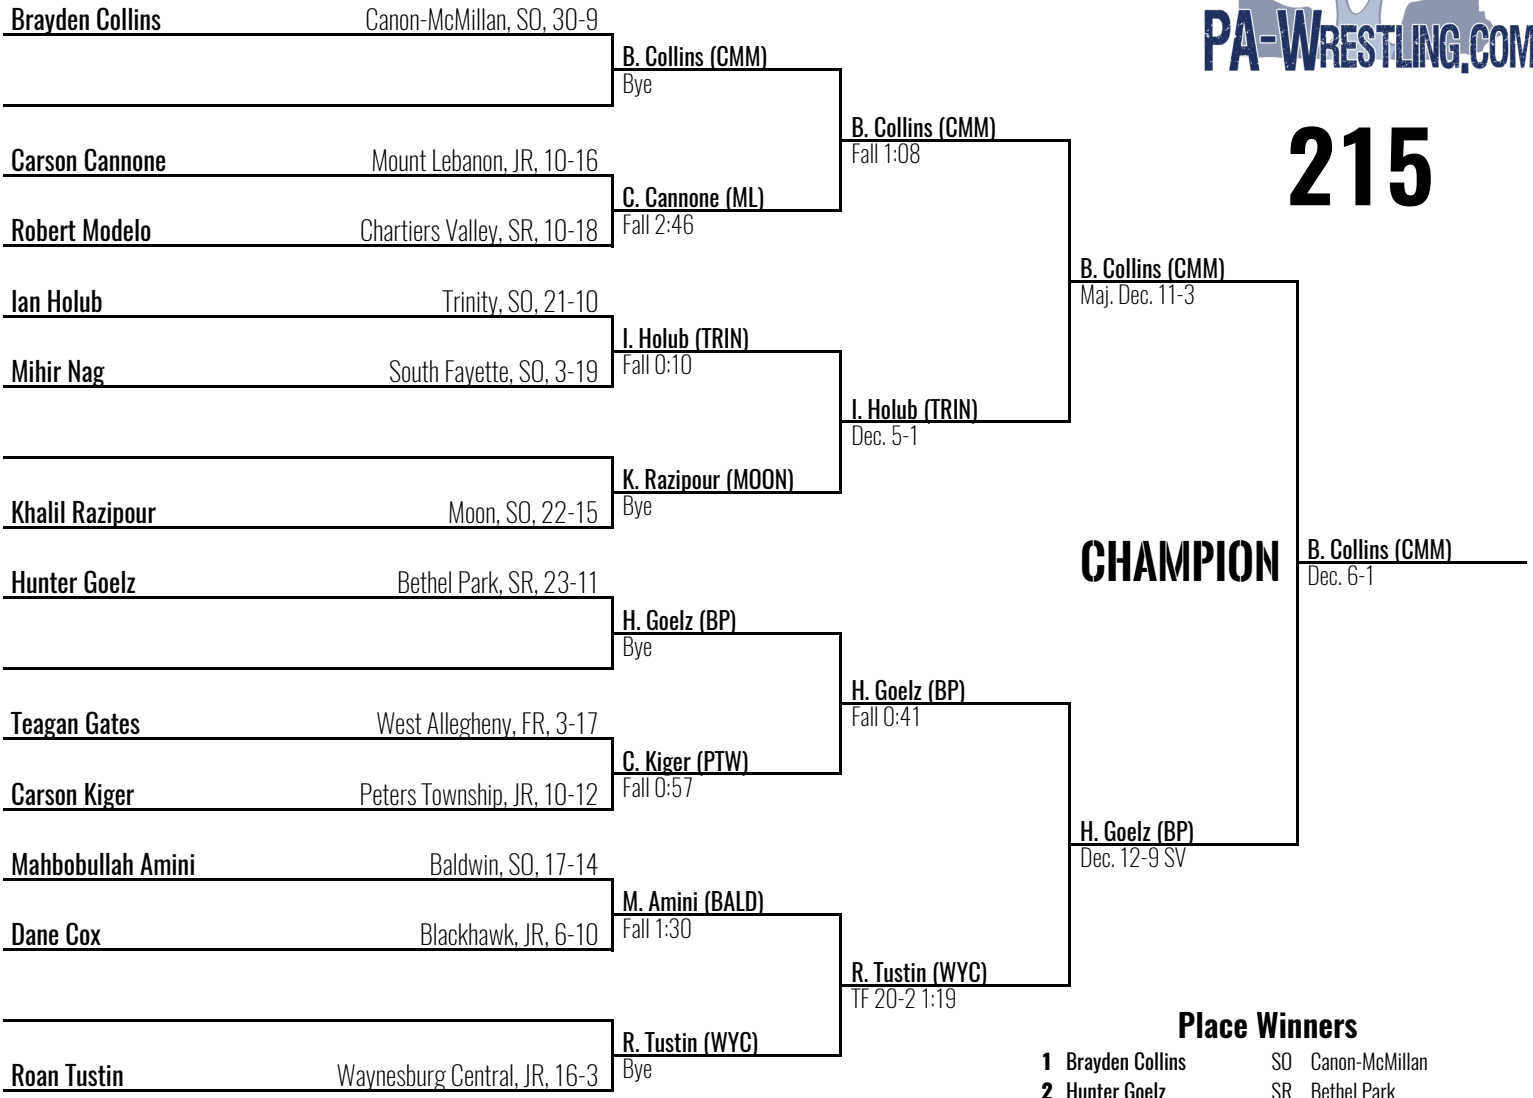 PA-WRESTLING.COM
215
Brayden Collins Canon-McMillan, SO, 30-9
B. Collins (CMM)
Bye
B. Collins (CMM)
Fall 1:08
Carson Cannone Mount Lebanon, JR, 10-16
C. Cannone (ML)
Fall 2:46
Robert Modelo Chartiers Valley, SR, 10-18
B. Collins (CMM)
Maj. Dec. 11-3
Ian Holub Trinity, SO, 21-10
I. Holub (TRIN)
Fall 0:10
Mihir Nag South Fayette, SO, 3-19
I. Holub (TRIN)
Dec. 5-1
K. Razipour (MOON)
Bye
Khalil Razipour Moon, SO, 22-15
CHAMPION
B. Collins (CMM)
Dec. 6-1
Hunter Goelz Bethel Park, SR, 23-11
H. Goelz (BP)
Bye
H. Goelz (BP)
Fall 0:41
Teagan Gates West Allegheny, FR, 3-17
C. Kiger (PTW)
Fall 0:57
Carson Kiger Peters Township, JR, 10-12
H. Goelz (BP)
Dec. 12-9 SV
Mahbobullah Amini Baldwin, SO, 17-14
M. Amini (BALD)
Fall 1:30
Dane Cox Blackhawk, JR, 6-10
R. Tustin (WYC)
TF 20-2 1:19
R. Tustin (WYC)
Bye
Roan Tustin Waynesburg Central, JR, 16-3
Place Winners
1 Brayden Collins SO Canon-McMillan
2 Hunter Goelz SR Bethel Park